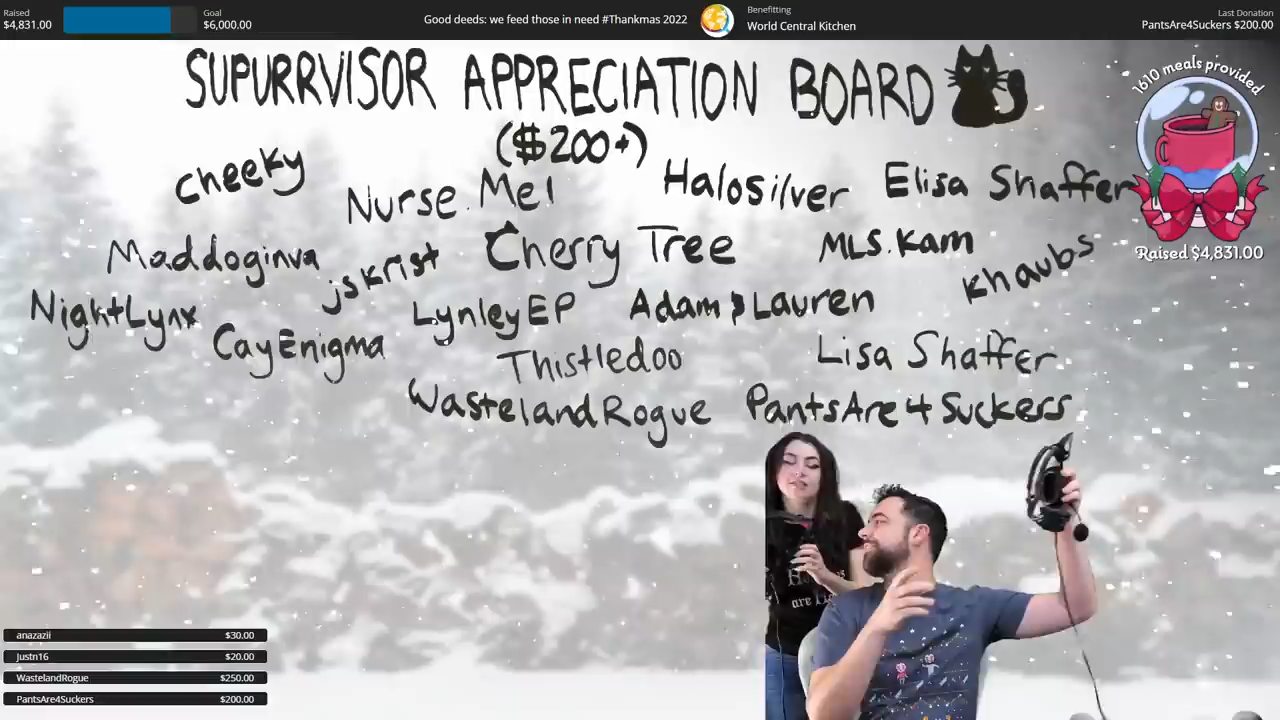 Raised
$4,831.00
Goal
$6,000.00
Good deeds: we feed those in need #Thankmas 2022
Benefitting
World Central Kitchen
Last Donation
PantsAre4Suckers $200.00
SUPURRVISOR APPRECIATION BOARD
($200+)
1610 meals provided
Raised $4,831.00
cheeky
Nurse.Mel
Halosilver
Elisa Shaffer
Maddoginva
jskrist
Cherry Tree
MLS.Kam
Khaubs
NightLynx
CayEnigma
LynleyEP
Adam & Lauren
Thistledoo
Lisa Shaffer
WastelandRogue
PantsAre4Suckers
anazazii $30.00
Justn16 $20.00
WastelandRogue $250.00
PantsAre4Suckers $200.00